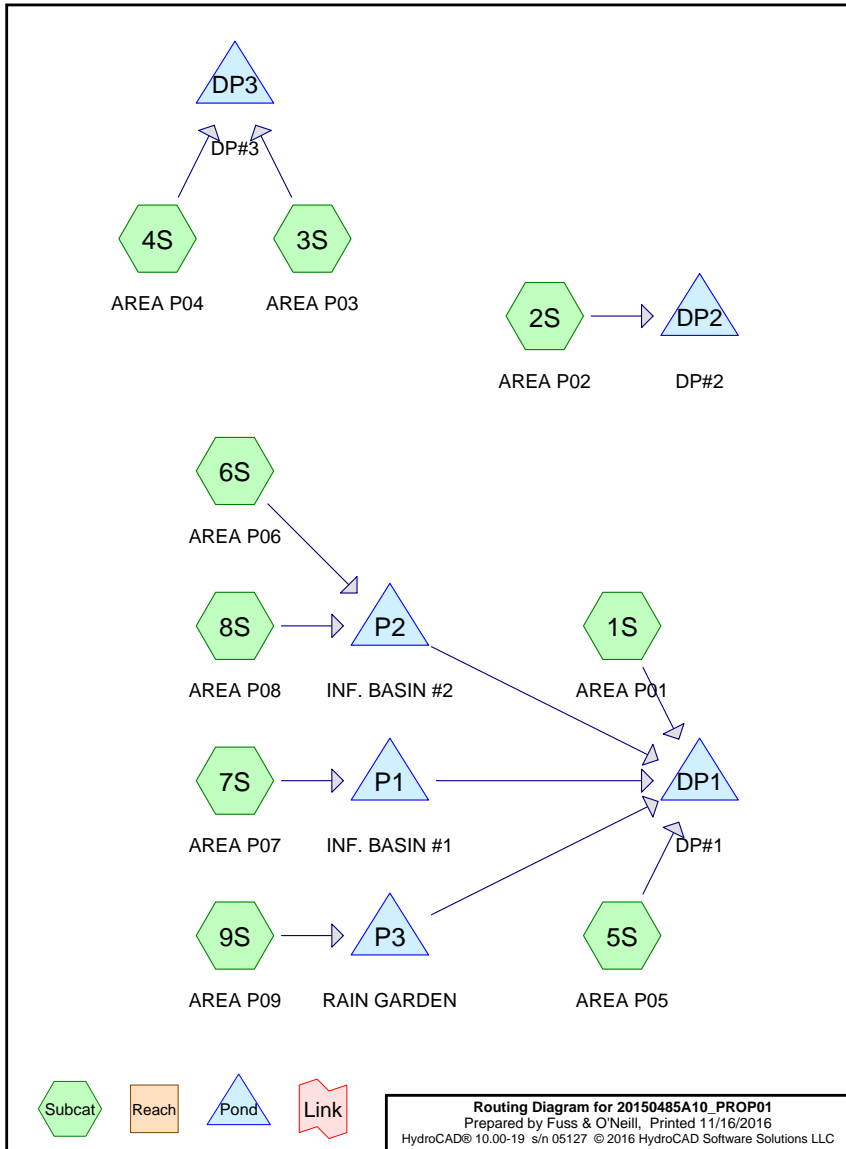 DP3
DP#3
4S
3S
AREA P04
AREA P03
2S
DP2
AREA P02
DP#2
6S
AREA P06
8S
P2
1S
AREA P08
INF. BASIN #2
AREA P01
7S
P1
DP1
AREA P07
INF. BASIN #1
DP#1
9S
P3
5S
AREA P09
RAIN GARDEN
AREA P05
Subcat
Reach
Pond
Link
Routing Diagram for 20150485A10_PROP01
Prepared by Fuss & O'Neill, Printed 11/16/2016
HydroCAD® 10.00-19 s/n 05127 © 2016 HydroCAD Software Solutions LLC